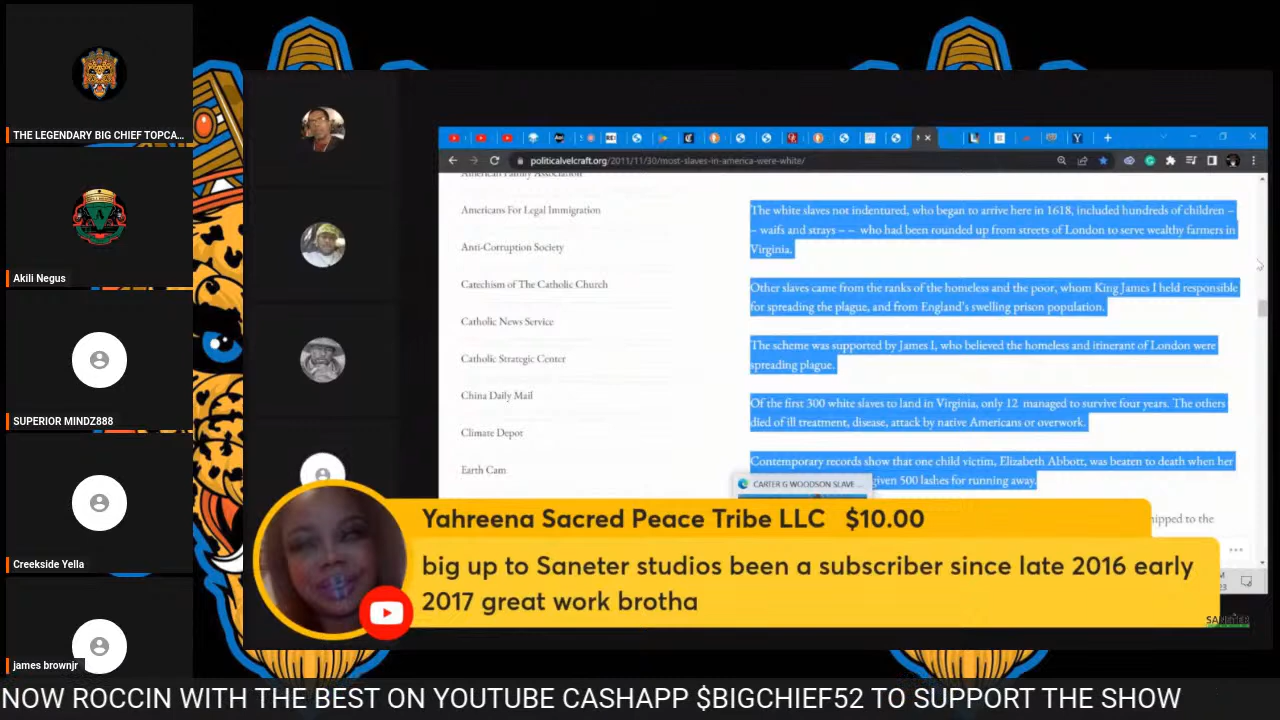 THE LEGENDARY BIG CHIEF TOPCA...
Akili Negus
SUPERIOR MINDZ888
Creekside Yella
james brownjr
politicalvelcraft.org/2011/11/30/most-slaves-in-america-were-white/
American Family Association
Americans For Legal Immigration
Anti-Corruption Society
Catechism of The Catholic Church
Catholic News Service
Catholic Strategic Center
China Daily Mail
Climate Depot
Earth Cam
The white slaves not indentured, who began to arrive here in 1618, included hundreds of children –
– waifs and strays – – who had been rounded up from streets of London to serve wealthy farmers in
Virginia.
Other slaves came from the ranks of the homeless and the poor, whom King James I held responsible
for spreading the plague, and from England's swelling prison population.
The scheme was supported by James I, who believed the homeless and itinerant of London were
spreading plague.
Of the first 300 white slaves to land in Virginia, only 12 managed to survive four years. The others
died of ill treatment, disease, attack by native Americans or overwork.
Contemporary records show that one child victim, Elizabeth Abbott, was beaten to death when her
given 500 lashes for running away.
CARTER G WOODSON SLAVE ...
hipped to the
Yahreena Sacred Peace Tribe LLC $10.00
big up to Saneter studios been a subscriber since late 2016 early
2017 great work brotha
SANETER
NOW ROCCIN WITH THE BEST ON YOUTUBE CASHAPP $BIGCHIEF52 TO SUPPORT THE SHOW